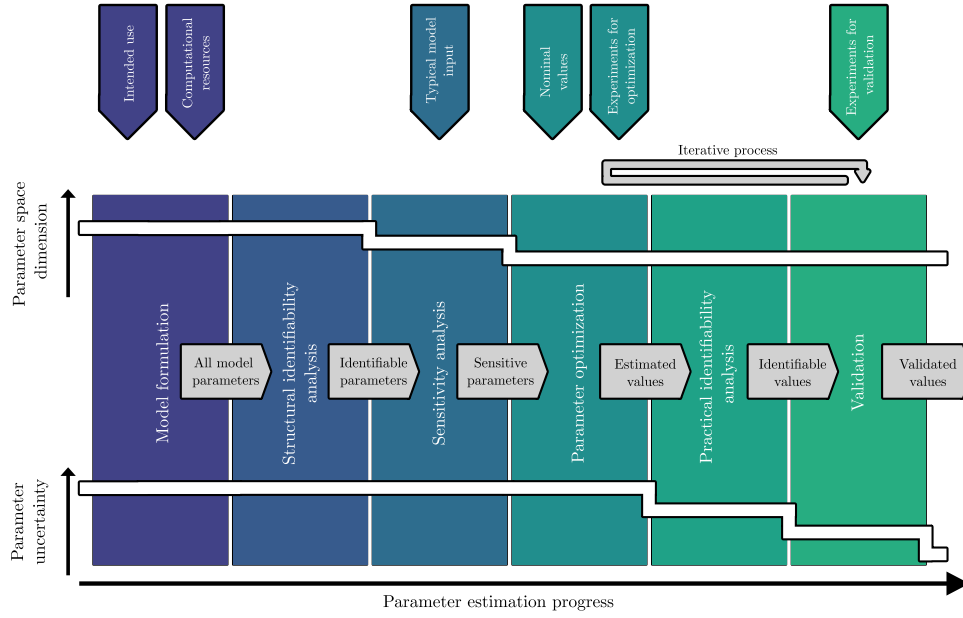 Intended use
Computational
resources
Typical model
input
Nominal
values
Experiments for
optimization
Experiments for
validation
Iterative process
Parameter space
dimension
Model formulation
Structural identifiability
analysis
Sensitivity analysis
Parameter optimization
Practical identifiability
analysis
Validation
All model
parameters
Identifiable
parameters
Sensitive
parameters
Estimated
values
Identifiable
values
Validated
values
Parameter
uncertainty
Parameter estimation progress